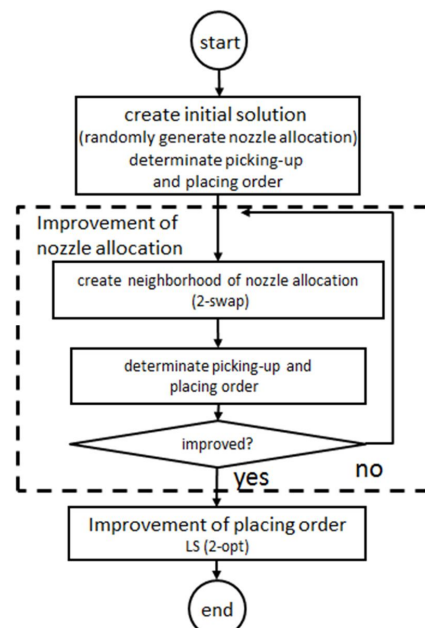 start
create initial solution
(randomly generate nozzle allocation)
determinate picking-up
and placing order
Improvement of
nozzle allocation
create neighborhood of nozzle allocation
(2-swap)
determinate picking-up and
placing order
improved?
yes
no
Improvement of placing order
LS (2-opt)
end